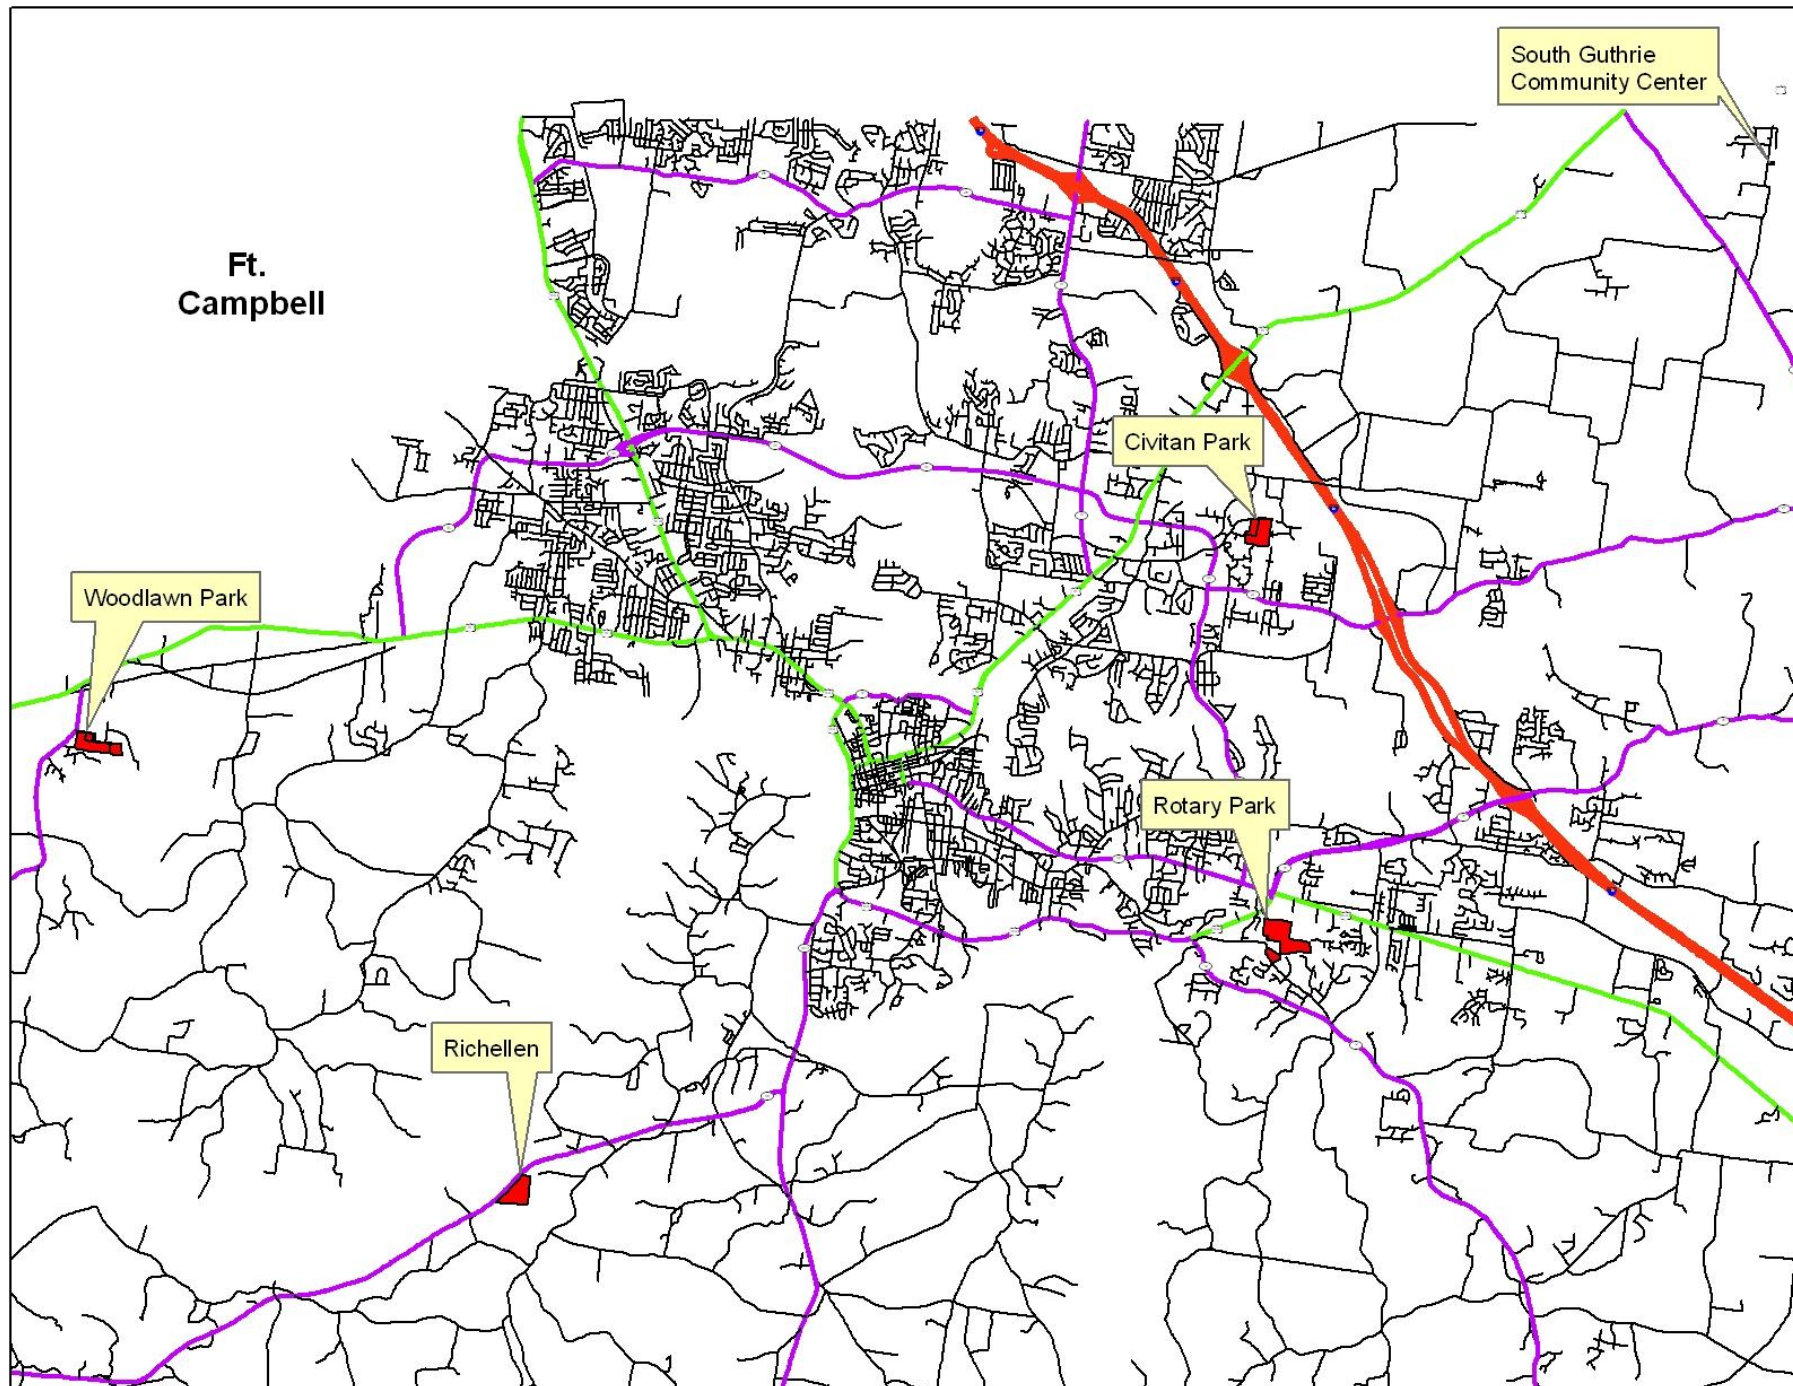 South Guthrie
Community Center
Ft.
Campbell
Civitan Park
Woodlawn Park
Rotary Park
Richellen